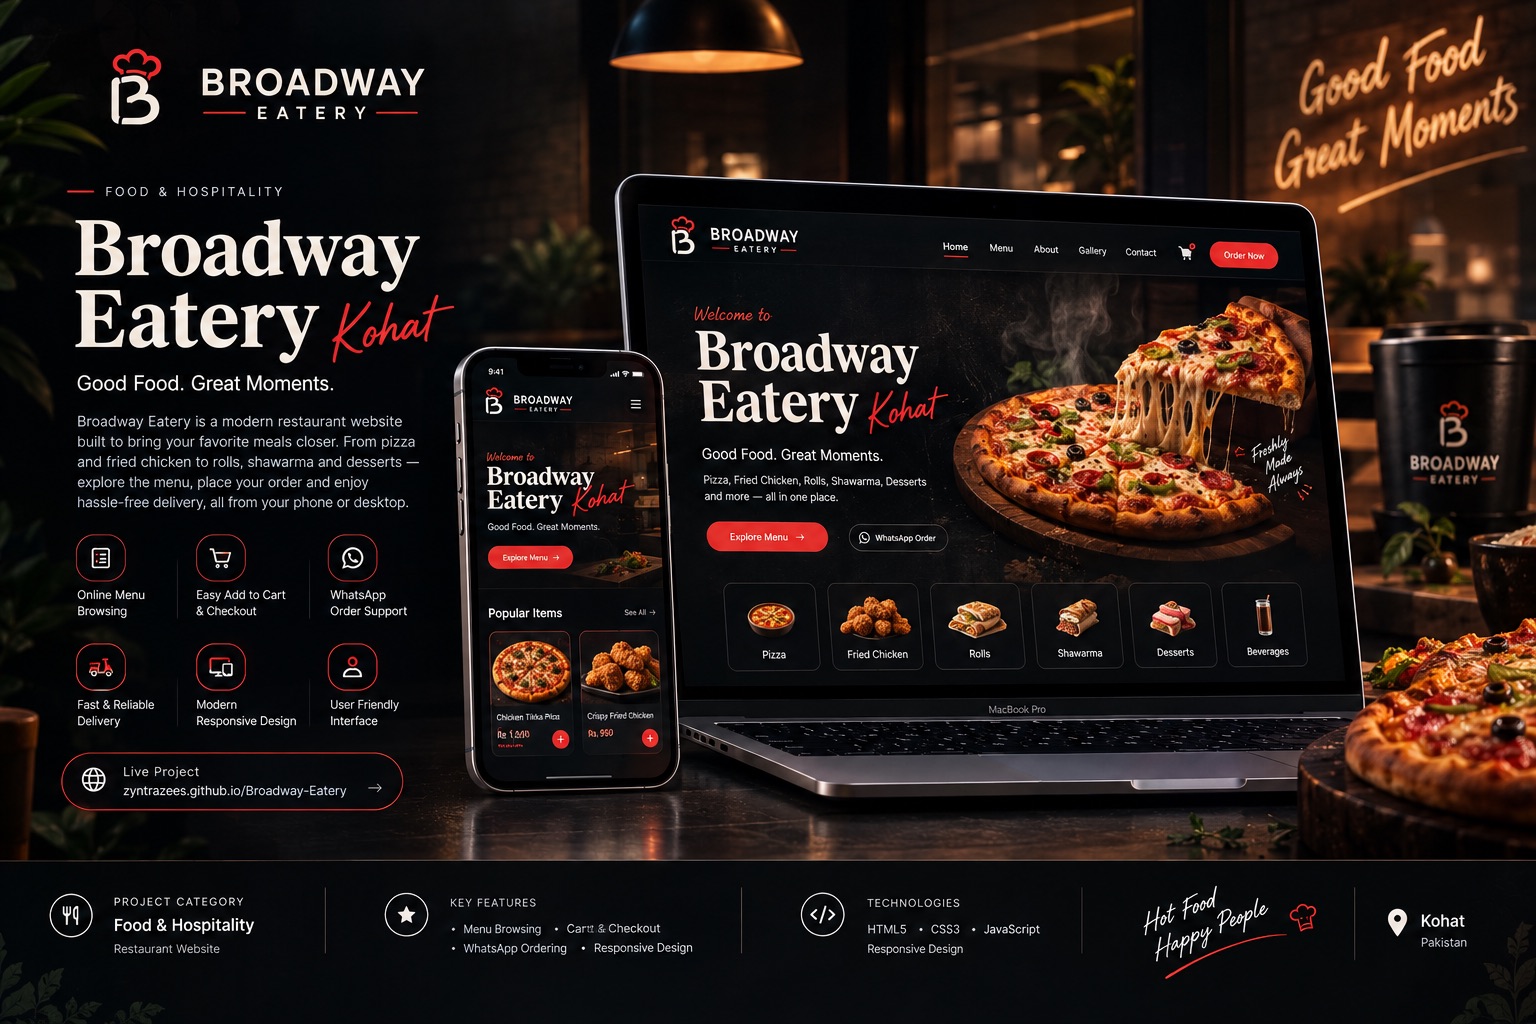 BROADWAY
EATERY
FOOD & HOSPITALITY
Broadway
Eatery Kohat
Good Food. Great Moments.
Broadway Eatery is a modern restaurant website
built to bring your favorite meals closer. From pizza
and fried chicken to rolls, shawarma and desserts —
explore the menu, place your order and enjoy
hassle-free delivery, all from your phone or desktop.
Online Menu
Browsing
Easy Add to Cart
& Checkout
WhatsApp
Order Support
Fast & Reliable
Delivery
Modern
Responsive Design
User Friendly
Interface
Live Project
zyntrazees.github.io/Broadway-Eatery →
9:41
BROADWAY
EATERY
Welcome to
Broadway
Eatery Kohat
Good Food. Great Moments.
Explore Menu →
Popular Items
See All →
Chicken Tikka Pizza
Crispy Fried Chicken
Rs, 950
BROADWAY
EATERY
Home Menu About Gallery Contact
Order Now
Welcome to
Broadway
Eatery Kohat
Good Food. Great Moments.
Pizza, Fried Chicken, Rolls, Shawarma, Desserts
and more — all in one place.
Explore Menu →
WhatsApp Order
Freshly
Made
Always
Pizza
Fried Chicken
Rolls
Shawarma
Desserts
Beverages
MacBook Pro
Good Food
Great Moments
BROADWAY
EATERY
PROJECT CATEGORY
Food & Hospitality
Restaurant Website
KEY FEATURES
• Menu Browsing • & Checkout
• WhatsApp Ordering • Responsive Design
TECHNOLOGIES
HTML5 • CSS3 • JavaScript
Responsive Design
Hot Food
Happy People
Kohat
Pakistan